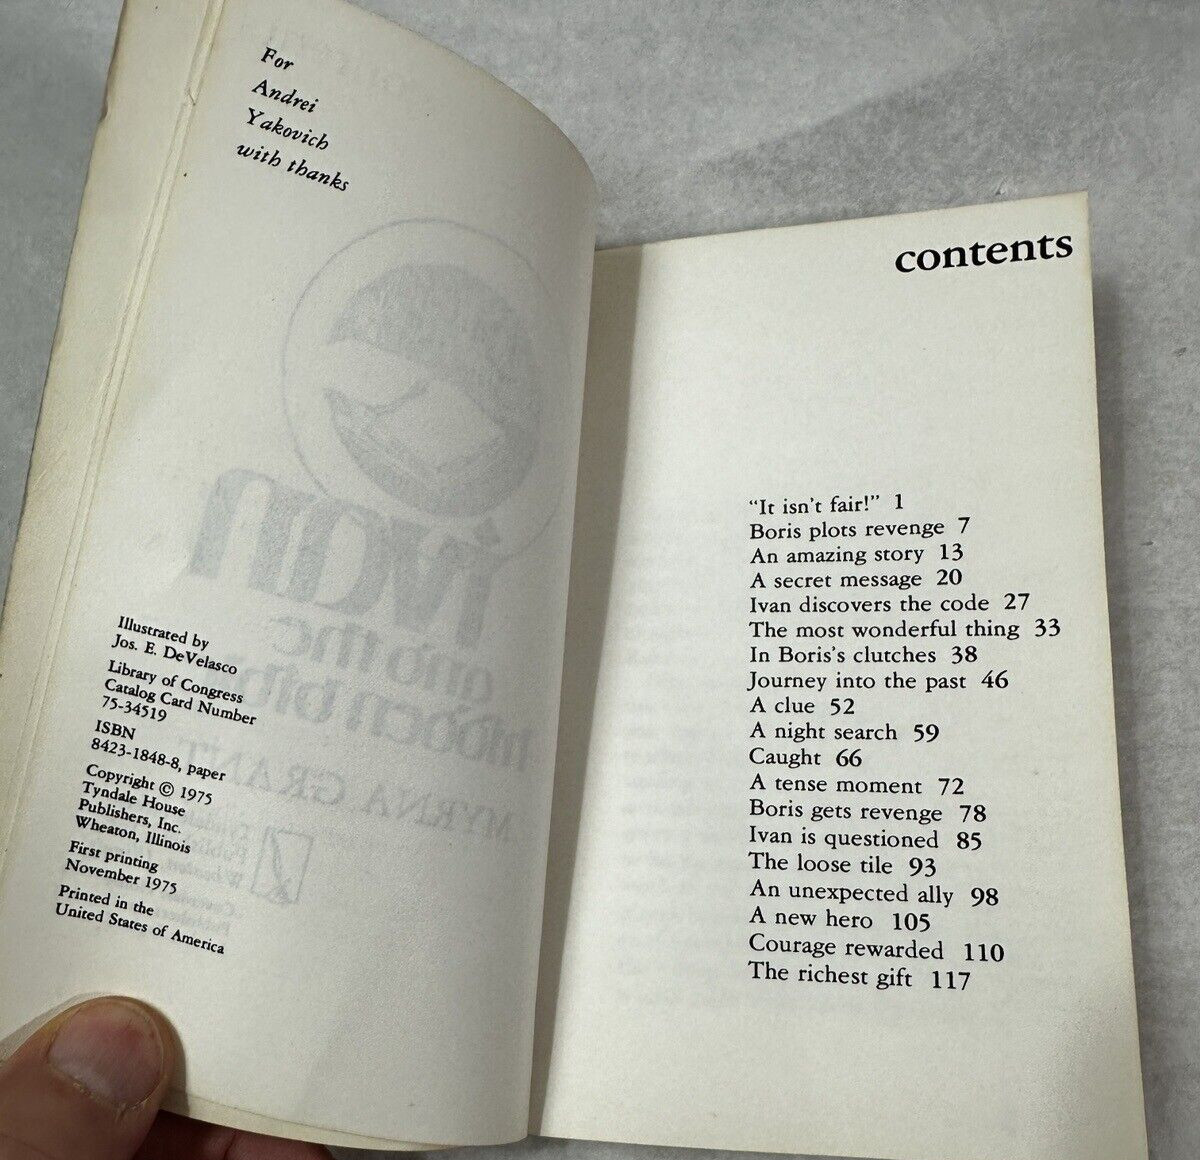 For
Andrei
Yakovich
with thanks
Illustrated by
Jos. E. DeVelasco
Library of Congress
Catalog Card Number
75-34519
ISBN
8423-1848-8, paper
Copyright © 1975
Tyndale House
Publishers, Inc.
Wheaton, Illinois
First printing
November 1975
Printed in the
United States of America
contents
“It isn't fair!” 1
Boris plots revenge 7
An amazing story 13
A secret message 20
Ivan discovers the code 27
The most wonderful thing 33
In Boris's clutches 38
Journey into the past 46
A clue 52
A night search 59
Caught 66
A tense moment 72
Boris gets revenge 78
Ivan is questioned 85
The loose tile 93
An unexpected ally 98
A new hero 105
Courage rewarded 110
The richest gift 117